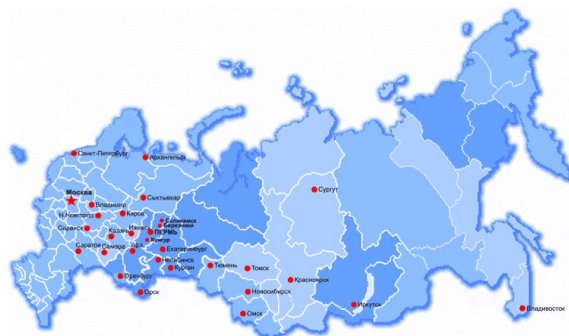 Санкт-Петербург
Архангельск
Сургут
Москва
Владимир
Сыктывкар
Н.Новгород
Киров
Соликамск
Березники
Саранск
Казань
Ижевск
ПЕРМЬ
Кунгур
Саратов
Самара
Уфа
Екатеринбург
Челябинск
Курган
Тюмень
Томск
Оренбург
Красноярск
Орск
Новосибирск
Иркутск
Омск
Владивосток